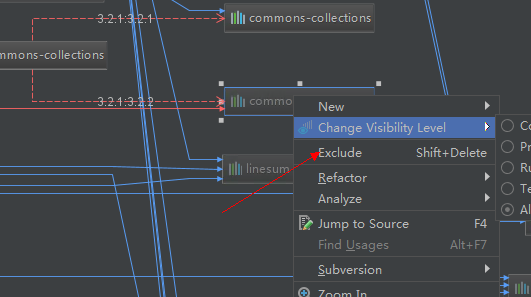 3.2.1:3.2.1
commons-collections
mmons-collections
3.2.1:3.2.2
commo
linesum
New
Change Visibility Level
Exclude Shift+Delete
Refactor
Analyze
Jump to Source F4
Find Usages Alt+F7
Subversion
Zoom In
Co
Pr
Ru
Te
Al